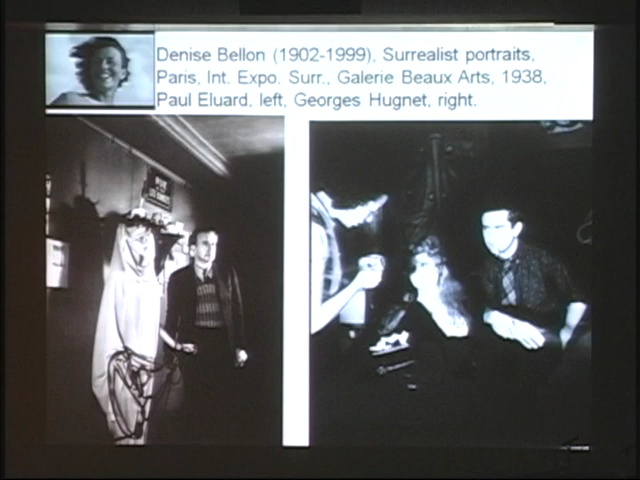 Denise Bellon (1902-1999), Surrealist portraits,
Paris, Int. Expo. Surr., Galerie Beaux Arts, 1938,
Paul Eluard, left, Georges Hugnet, right.